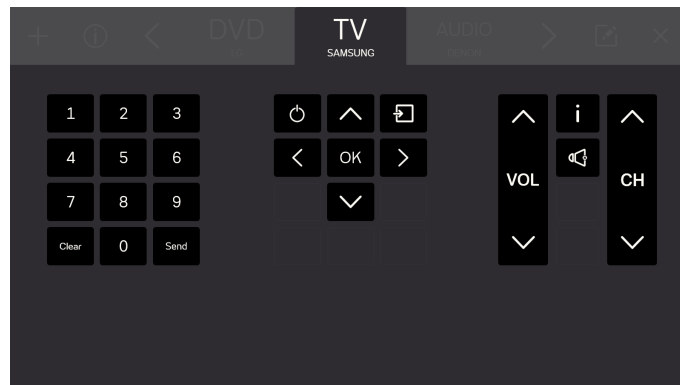 DVD
TV
AUDIO
LG
SAMSUNG
DENON
1
2
3
4
5
6
7
8
9
Clear
0
Send
OK
VOL
i
CH